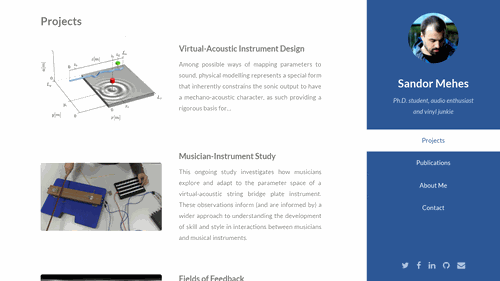 Projects
Virtual-Acoustic Instrument Design
Among possible ways of mapping parameters to
sound, physical modelling represents a special form
that inherently constrains the sonic output to have
a mechano-acoustic character, as such providing a
rigorous basis for...
Musician-Instrument Study
This ongoing study investigates how musicians
explore and adapt to the parameter space of a
virtual-acoustic string bridge plate instrument.
These observations inform (and are informed by) a
wider approach to understanding the development
of skill and style in interactions between musicians
and musical instruments.
Fields of Feedback
Sandor Mehes
Ph.D. student, audio enthusiast
and vinyl junkie
Projects
Publications
About Me
Contact